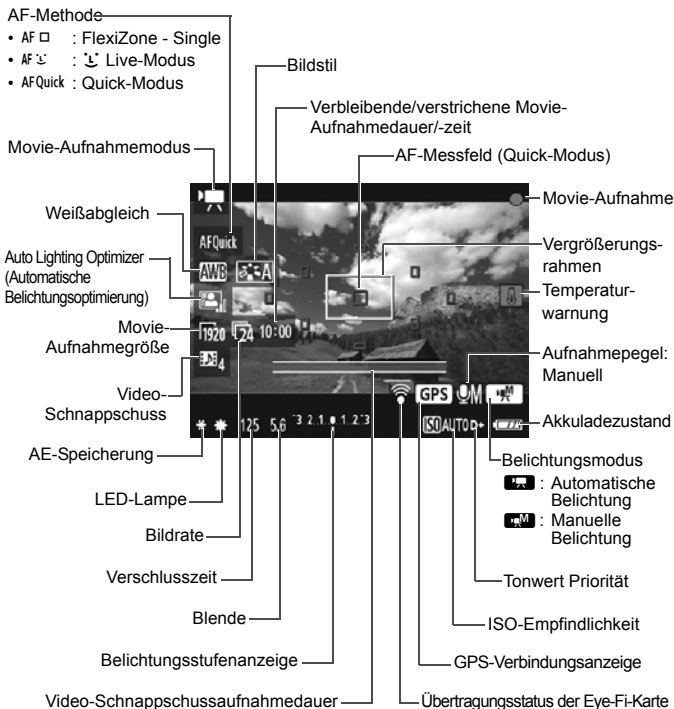 AF-Methode
• AF □ : FlexiZone - Single
• AF : Live-Modus
• AFQuick : Quick-Modus
Bildstil
Verbleibende/verstrichene Movie-
Aufnahmedauer/-zeit
AF-Messfeld (Quick-Modus)
Movie-Aufnahmemodus
Movie-Aufnahme
Weißabgleich
Vergrößerungs-
rahmen
Auto Lighting Optimizer
(Automatische
Belichtungsoptimierung)
Temperatur-
warnung
Movie-
Aufnahmegröße
Aufnahmepegel:
Manuell
Video-
Schnappschuss
Akkuladezustand
AE-Speicherung
Belichtungsmodus
: Automatische
Belichtung
M : Manuelle
Belichtung
LED-Lampe
Bildrate
Verschlusszeit
Tonwert Priorität
Blende
ISO-Empfindlichkeit
Belichtungsstufenanzeige
GPS-Verbindungsanzeige
Video-Schnappschussaufnahmedauer
Übertragungsstatus der Eye-Fi-Karte
AFQuick
AWB A
1920 24 10:00
4
GPS M M
* 125 5.6 -3..2..1..■..1..2..+3 ISO AUTO D+